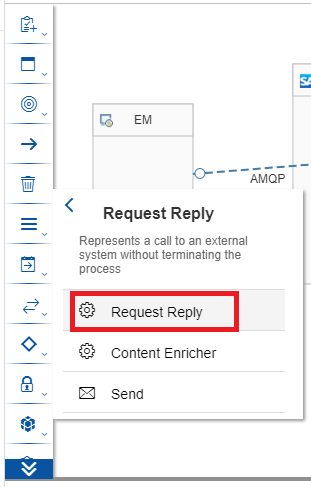 EM
AMQP
Request Reply
Represents a call to an external
system without terminating the
process
Request Reply
Content Enricher
Send